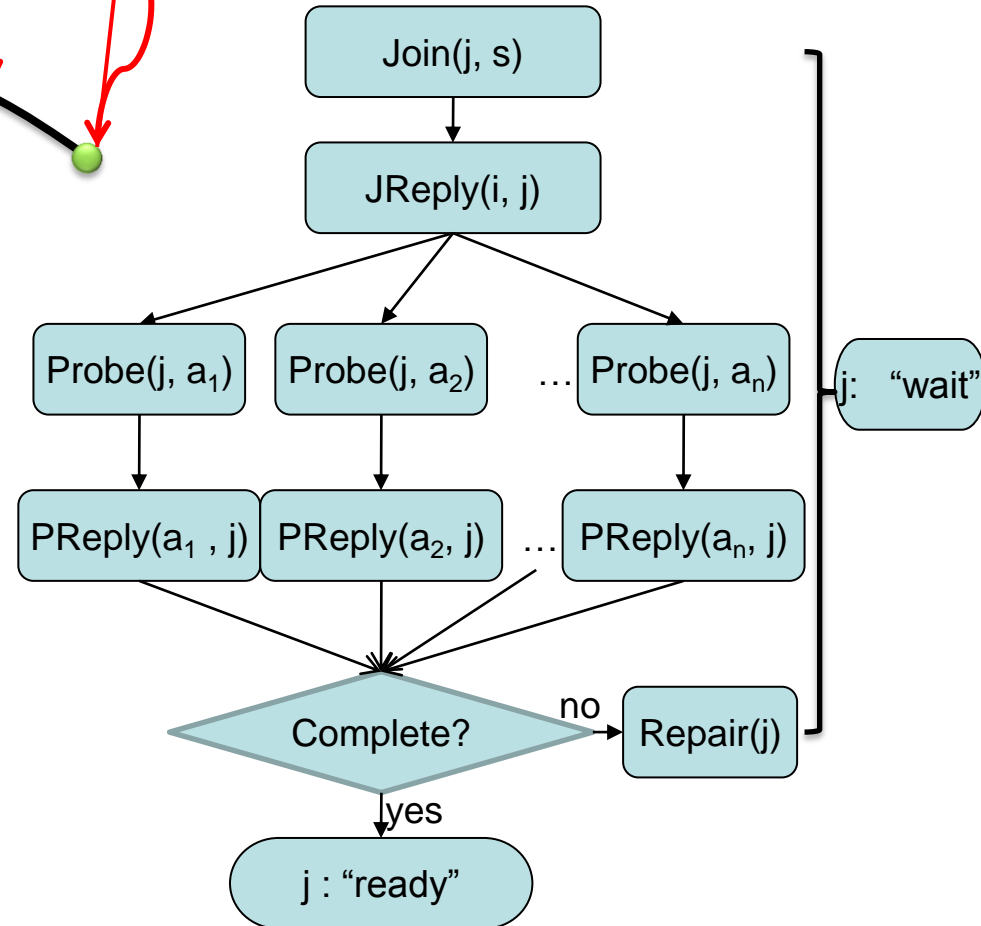 Join(j, s)
JReply(i, j)
Probe(j, a₁) Probe(j, a₂) … Probe(j, aₙ)
j: “wait”
PReply(a₁ , j) PReply(a₂, j) … PReply(aₙ, j)
Complete?
no
Repair(j)
yes
j : “ready”